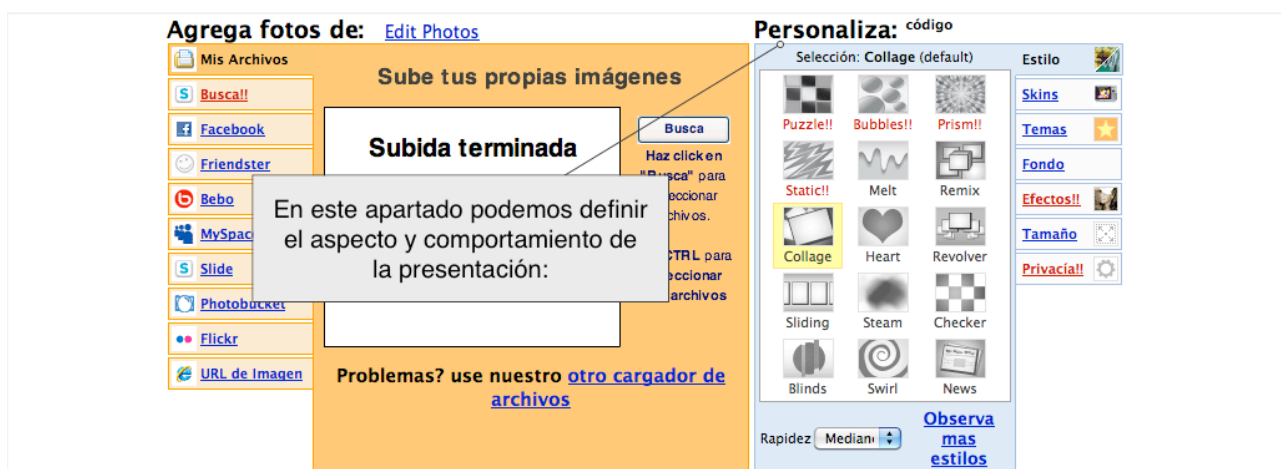 Agrega fotos de: Edit Photos
Mis Archivos
Busca!!
Facebook
Friendster
Bebo
MySpac
Slide
Photobucket
Flickr
URL de Imagen
Sube tus propias imágenes
Subida terminada
Busca
Haz click en
"Busca" para
eccionar
chivos.
CTRL para
eccionar
archivos
En este apartado podemos definir
el aspecto y comportamiento de
la presentación:
Problemas? use nuestro otro cargador de
archivos
Personaliza: código
Selección: Collage (default)
Puzzle!! Bubbles!! Prism!!
Static!! Melt Remix
Collage Heart Revolver
Sliding Steam Checker
Blinds Swirl News
Rapidez Median
Observa
mas
estilos
Estilo
Skins
Temas
Fondo
Efectos!!
Tamaño
Privacía!!